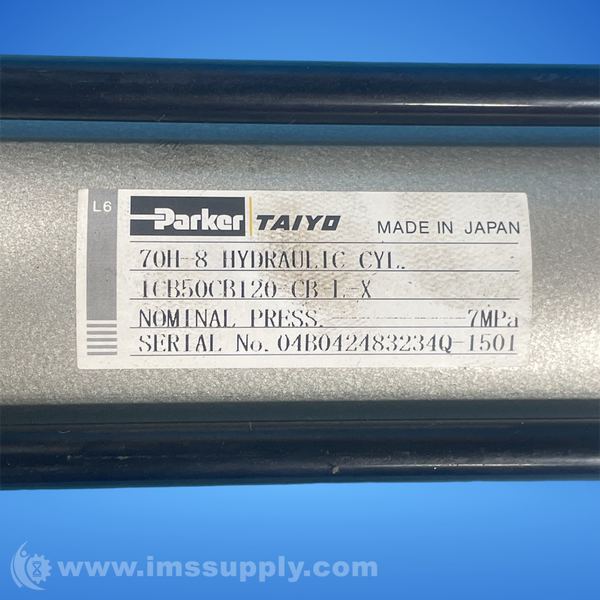 L6 Parker TAIYO MADE IN JAPAN
70H-8 HYDRAULIC CYL.
1CB50CB120-CB-L-X
NOMINAL PRESS. 7MPa
SERIAL No. 04B042483234Q-1501
www.imssupply.com